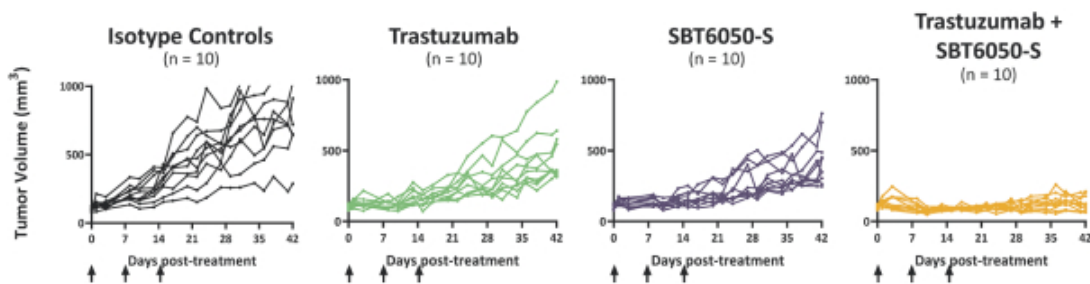 Isotype Controls
(n = 10)
Trastuzumab
(n = 10)
SBT6050-S
(n = 10)
Trastuzumab +
SBT6050-S
(n = 10)
Tumor Volume (mm³)
1000
500
0
0 7 14 21 28 35 42
Days post-treatment
1000
500
0
0 7 14 21 28 35 42
Days post-treatment
1000
500
0
0 7 14 21 28 35 42
Days post-treatment
1000
500
0
0 7 14 21 28 35 42
Days post-treatment